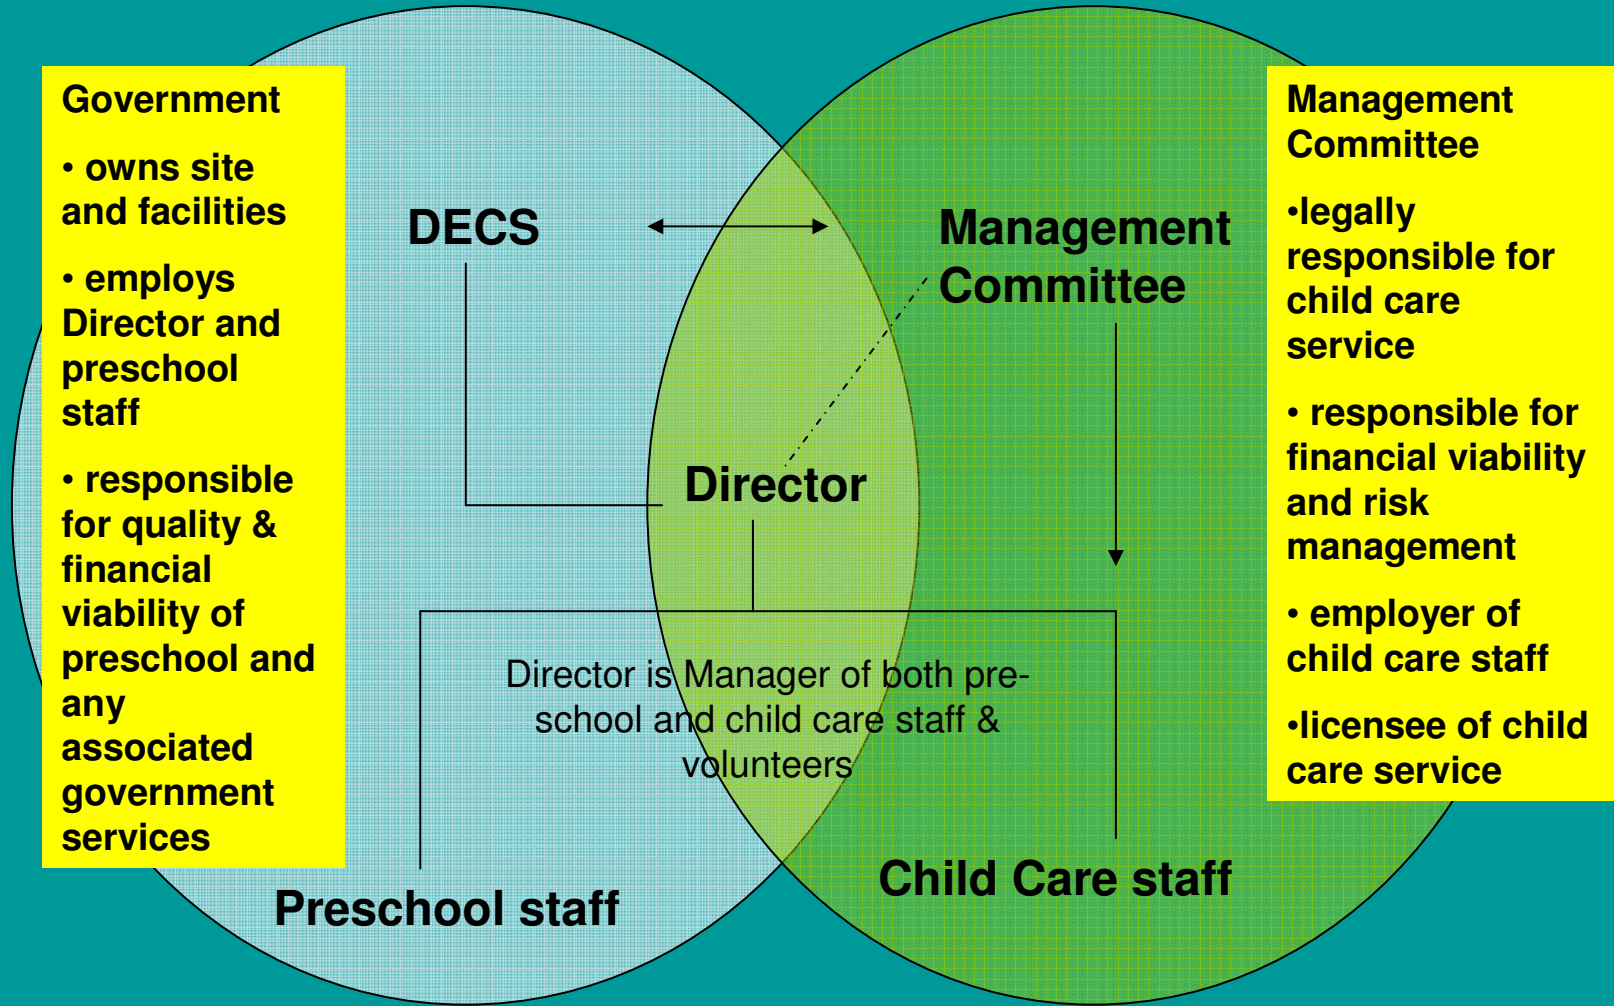 Government
• owns site
and facilities
• employs
Director and
preschool
staff
• responsible
for quality &
financial
viability of
preschool and
any
associated
government
services
DECS
Management
Committee
Director
Director is Manager of both pre-
school and child care staff &
volunteers
Preschool staff
Child Care staff
Management
Committee
•legally
responsible for
child care
service
• responsible for
financial viability
and risk
management
• employer of
child care staff
•licensee of child
care service